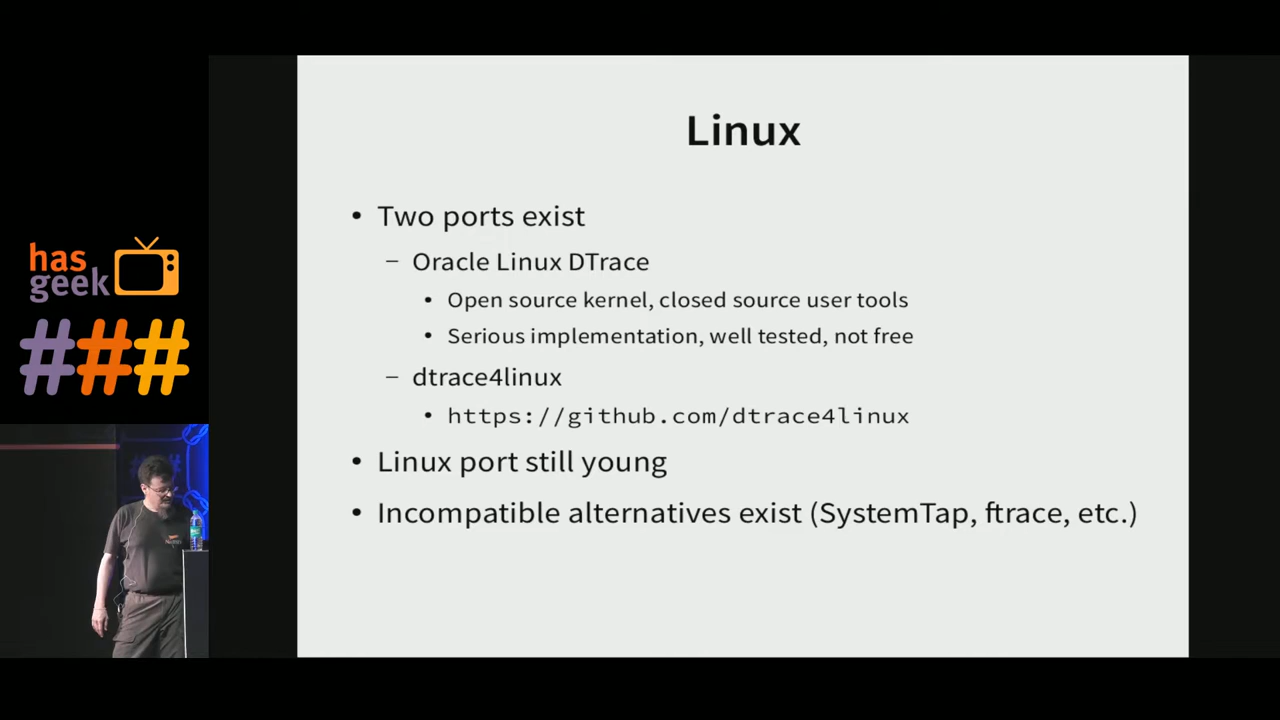 Linux
• Two ports exist
– Oracle Linux DTrace
• Open source kernel, closed source user tools
• Serious implementation, well tested, not free
– dtrace4linux
• https://github.com/dtrace4linux
• Linux port still young
• Incompatible alternatives exist (SystemTap, ftrace, etc.)
has
geek
###